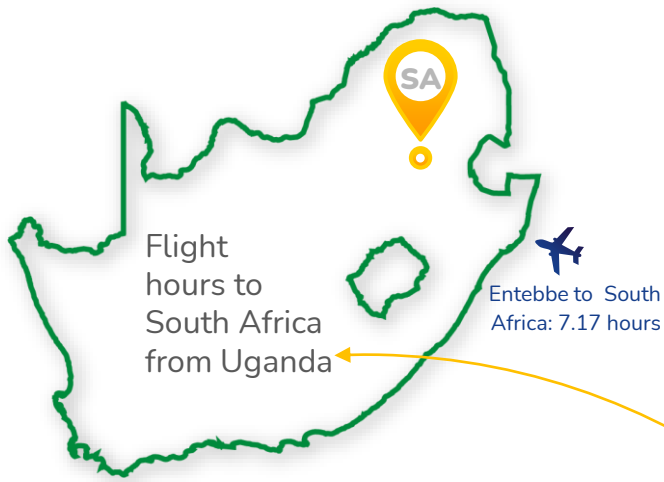 SA
Flight
hours to
South Africa
from Uganda
Entebbe to South
Africa: 7.17 hours